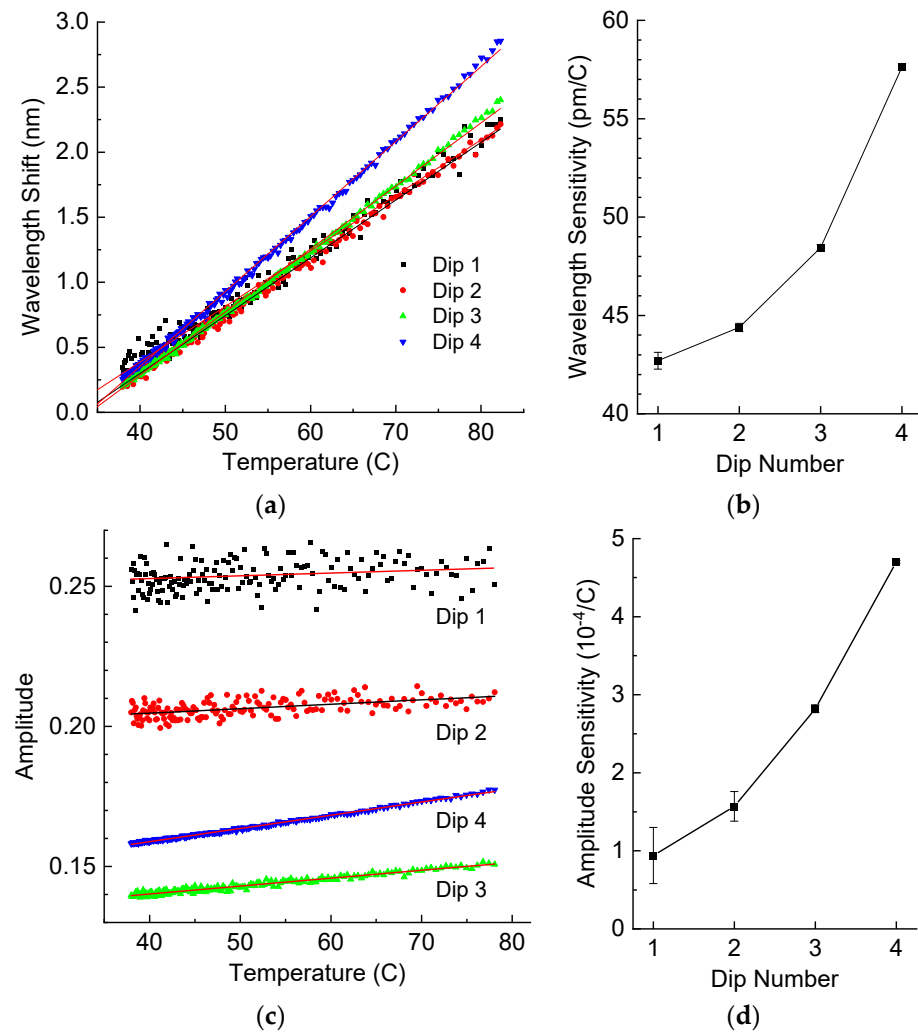 (a)
3.0
2.5
2.0
1.5
1.0
0.5
0.0
Wavelength Shift (nm)
Dip 1
Dip 2
Dip 3
Dip 4
40 50 60 70 80
Temperature (C)
60
55
50
45
40
Wavelength Sensitivity (pm/C)
1 2 3 4
Dip Number
(b)
0.25
0.20
0.15
Amplitude
Dip 1
Dip 2
Dip 4
Dip 3
40 50 60 70 80
Temperature (C)
(c)
5
4
3
2
1
0
Amplitude Sensitivity (10⁻⁴/C)
1 2 3 4
Dip Number
(d)